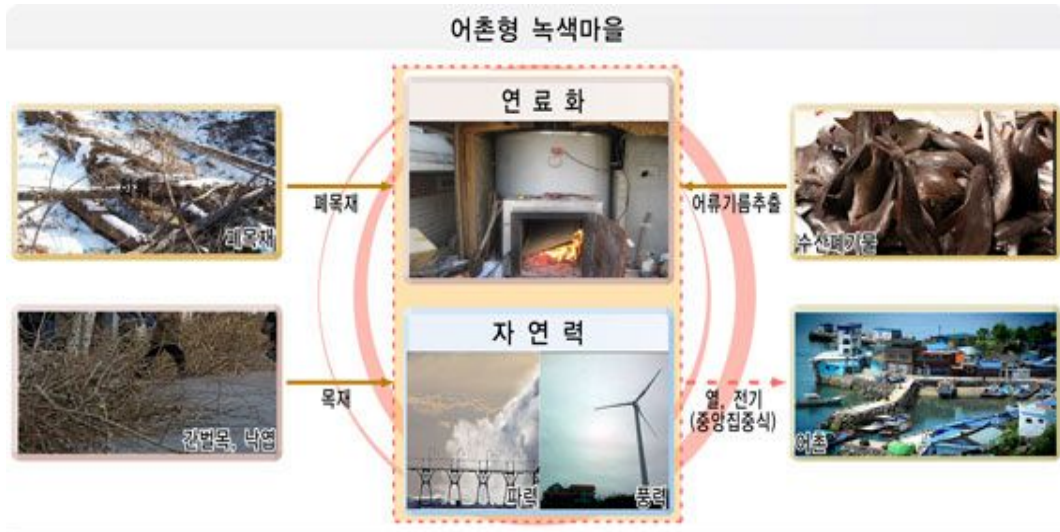 어촌형 녹색마을
연료화
폐목재
폐목재
어류기름추출
수산폐기물
자연력
간벌목, 낙엽
목재
파력
풍력
열, 전기
(중앙집중식)
어촌